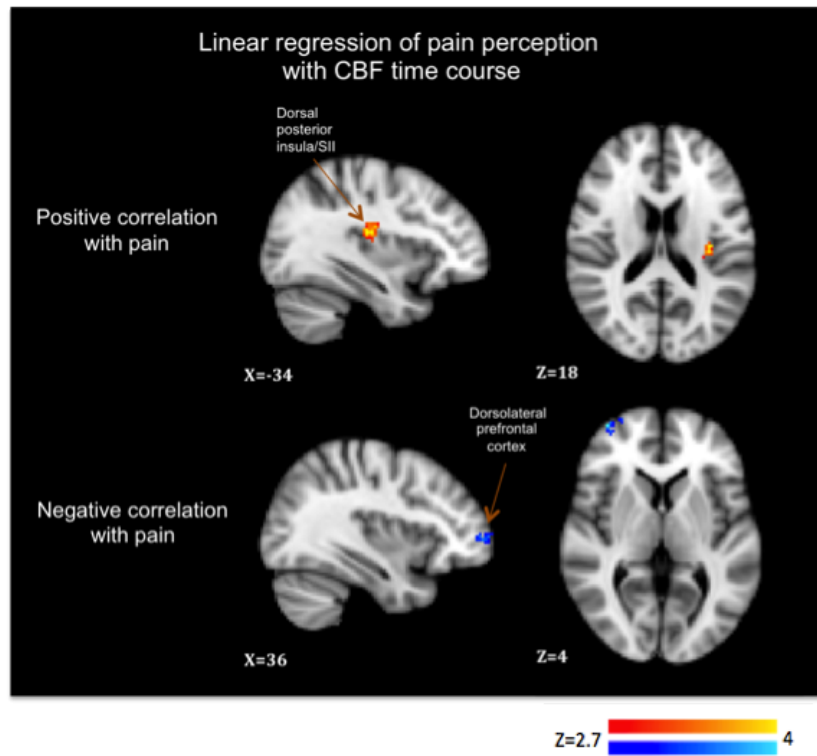 Linear regression of pain perception
with CBF time course
Dorsal
posterior
insula/SII
Positive correlation
with pain
X=-34
Z=18
Dorsolateral
prefrontal
cortex
Negative correlation
with pain
X=36
Z=4
Z=2.7
4